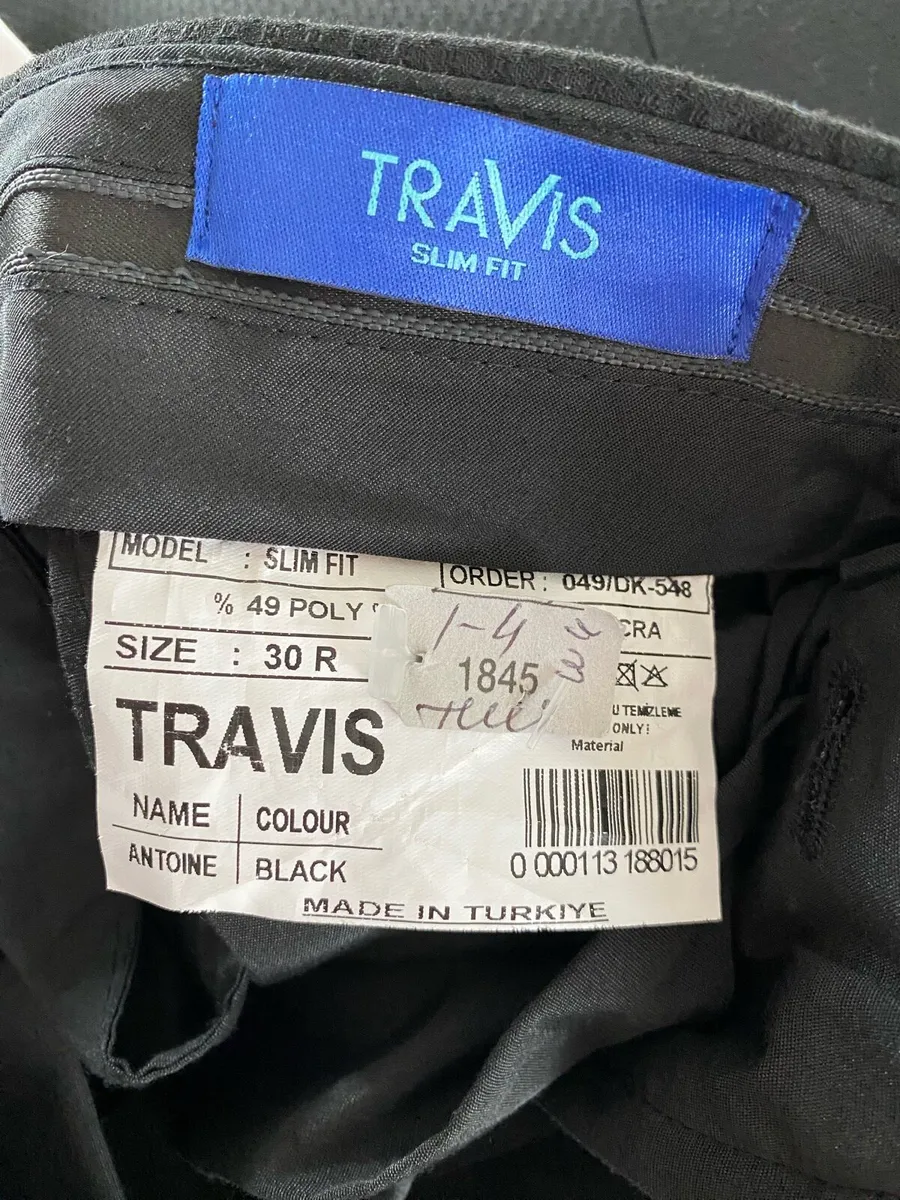 TRAVIS
SLIM FIT
MODEL : SLIM FIT
ORDER : 049/DK-548
% 49 POLY
CRA
SIZE : 30 R
1-4
1845
U TEMİZLEME
ONLY!
Material
TRAVIS
NAME COLOUR
ANTOINE BLACK
0 000113 188015
MADE IN TURKIYE